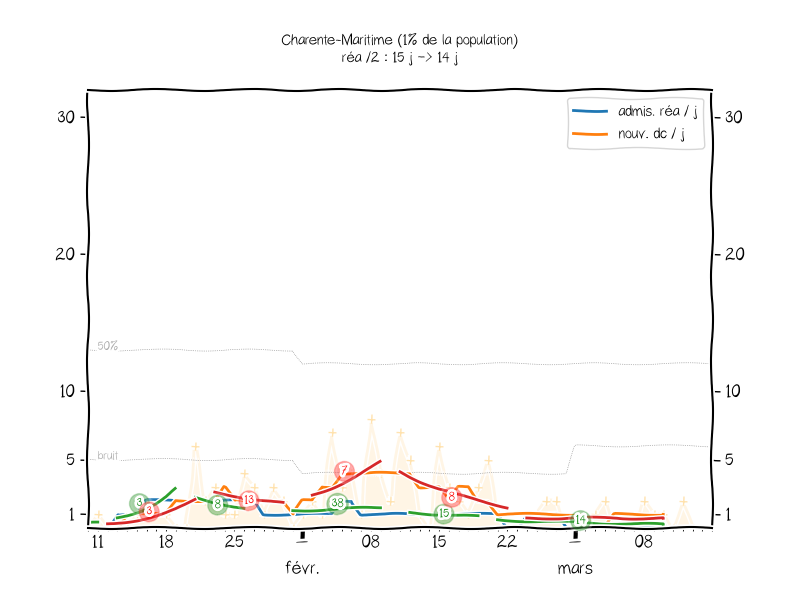 Charente-Maritime (1% de la population)
réa /2 : 15 j -> 14 j
admis. réa / j
nouv. dc / j
30 30
20 20
50%
10 10
bruit
5 5
1 1
3 3 8 13 38 7 15 8 14
11 18 25 08 15 22 08
févr. mars